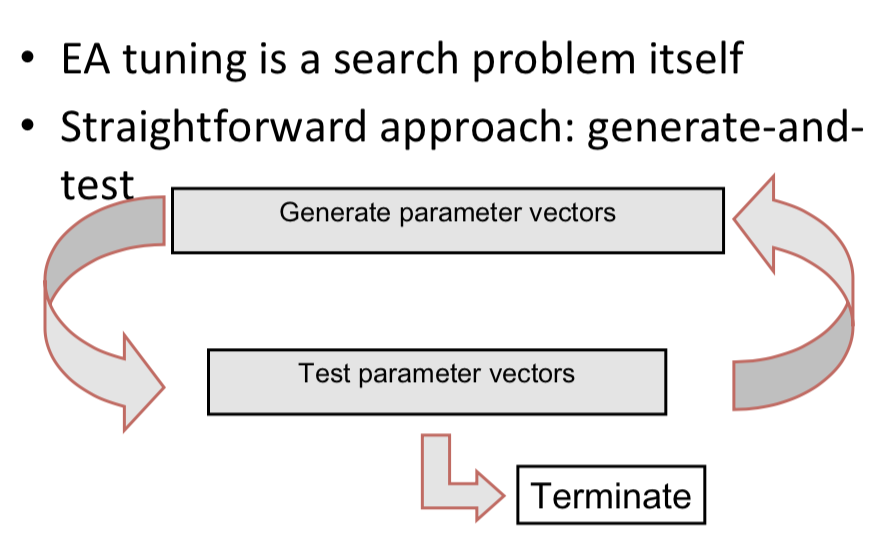 • EA tuning is a search problem itself
• Straightforward approach: generate-and-
test
Generate parameter vectors
Test parameter vectors
Terminate